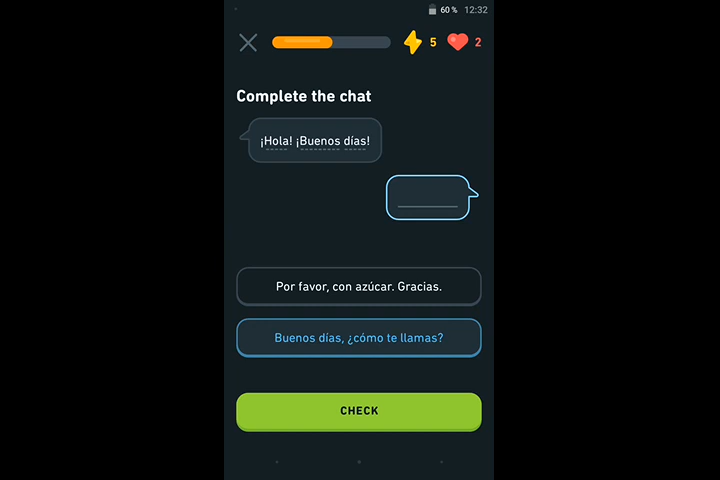 60 % 12:32
5 2
Complete the chat
¡Hola! ¡Buenos días!
Por favor, con azúcar. Gracias.
Buenos días, ¿cómo te llamas?
CHECK